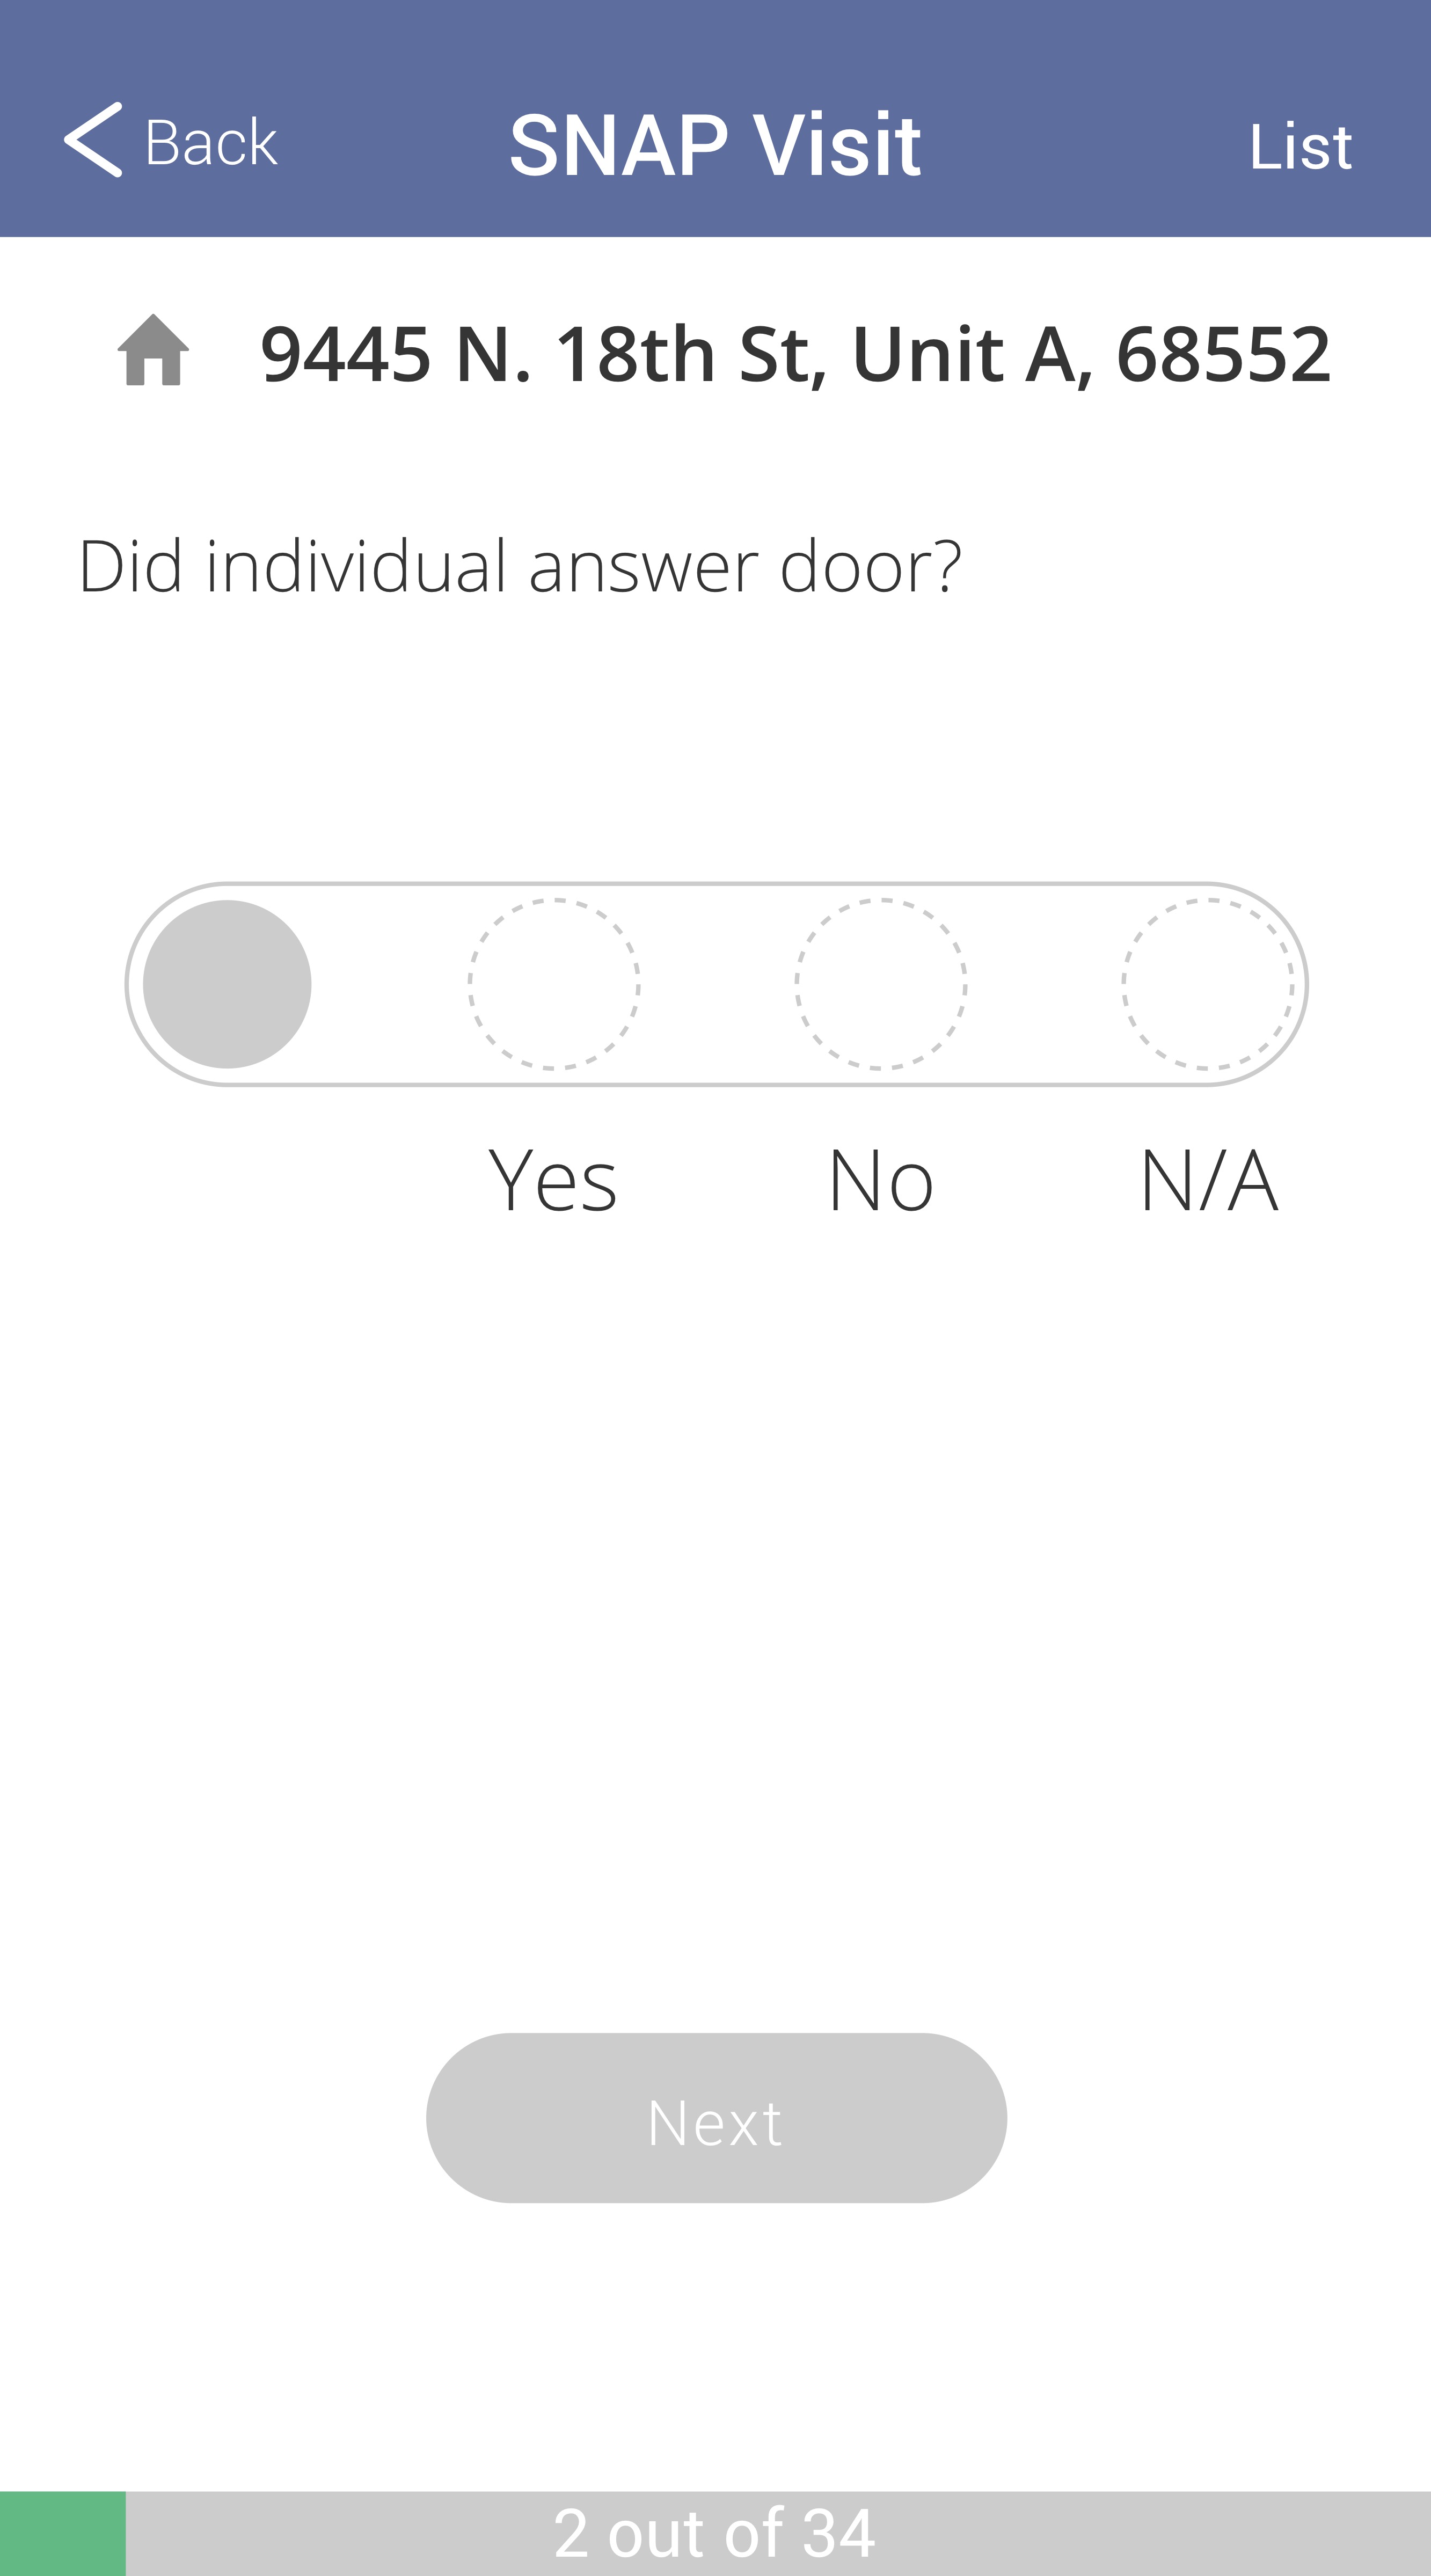 Back SNAP Visit List
9445 N. 18th St, Unit A, 68552
Did individual answer door?
Yes No N/A
Next
2 out of 34